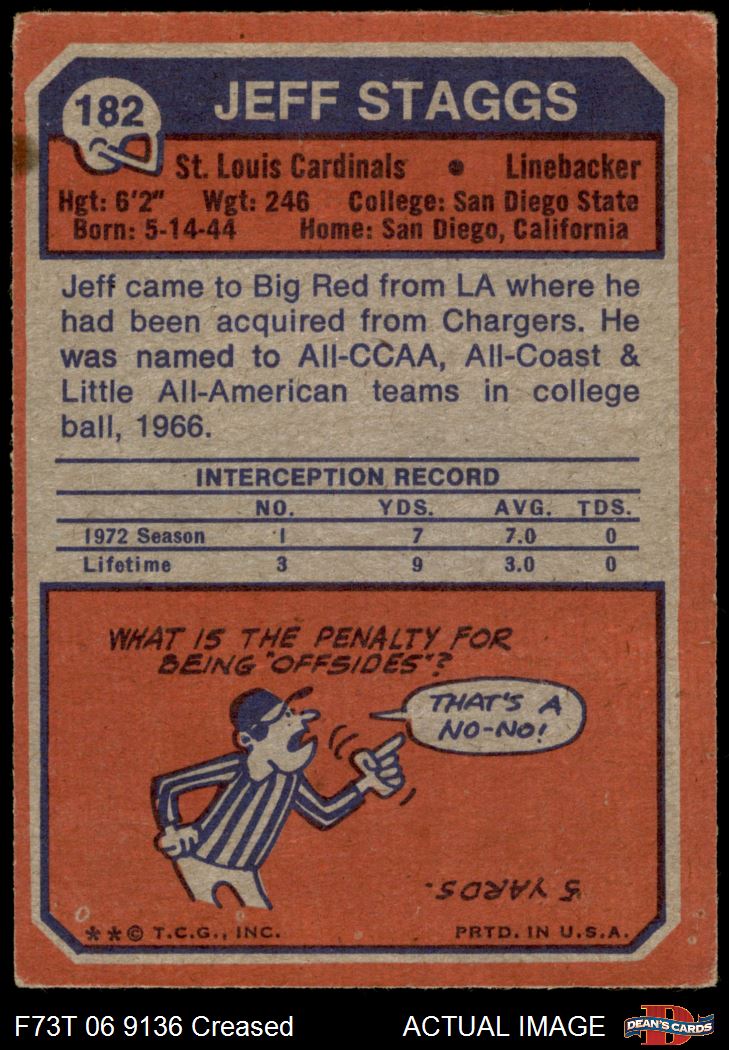 182
JEFF STAGGS
St. Louis Cardinals • Linebacker
Hgt: 6'2" Wgt: 246 College: San Diego State
Born: 5-14-44 Home: San Diego, California
Jeff came to Big Red from LA where he
had been acquired from Chargers. He
was named to All-CCAA, All-Coast &
Little All-American teams in college
ball, 1966.
INTERCEPTION RECORD
NO. YDS. AVG. TDS.
1972 Season 1 7 7.0 0
Lifetime 3 9 3.0 0
WHAT IS THE PENALTY FOR
BEING "OFFSIDES"?
THAT'S A
NO-NO!
5 YARDS.
**© T.C.G., INC. PRTD. IN U.S.A.
F73T 06 9136 Creased ACTUAL IMAGE
D
DEAN'S CARDS